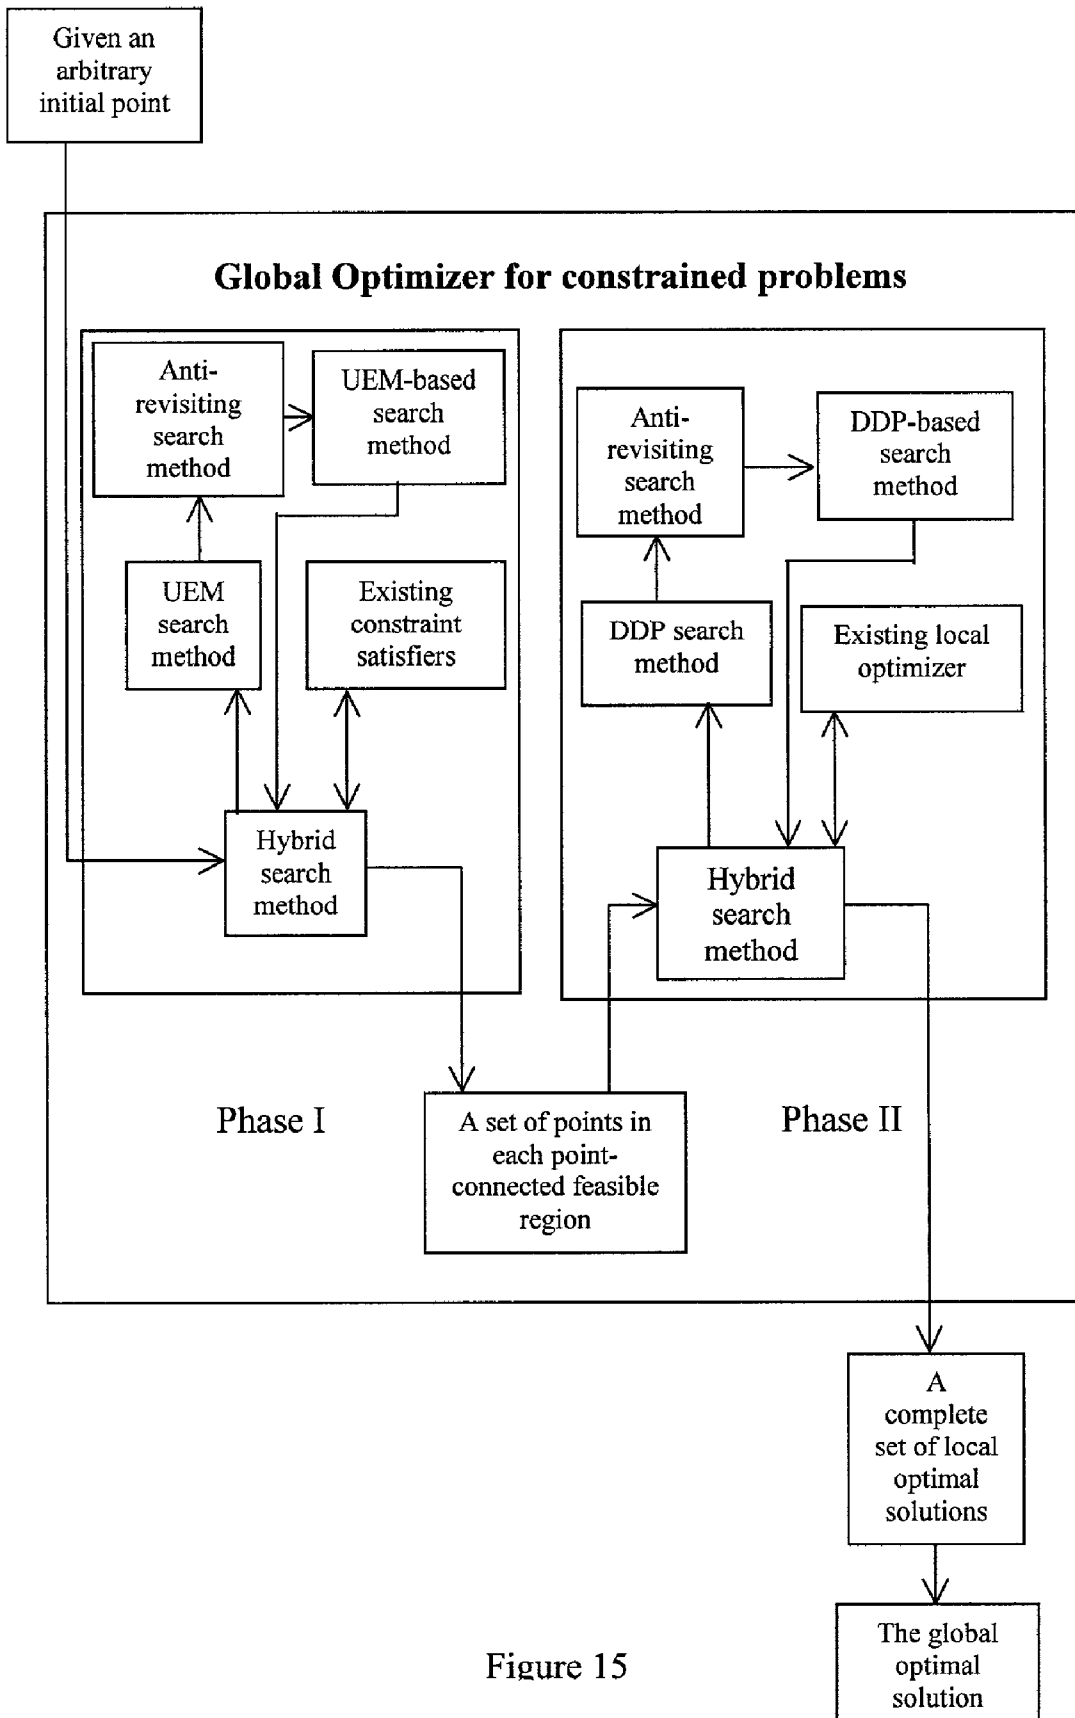 Given an
arbitrary
initial point
Global Optimizer for constrained problems
Anti-
revisiting
search
method
UEM-based
search
method
UEM
search
method
Existing
constraint
satisfiers
Hybrid
search
method
Anti-
revisiting
search
method
DDP-based
search
method
DDP search
method
Existing local
optimizer
Hybrid
search
method
Phase I
A set of points in
each point-
connected feasible
region
Phase II
A
complete
set of local
optimal
solutions
The global
optimal
solution
Figure 15